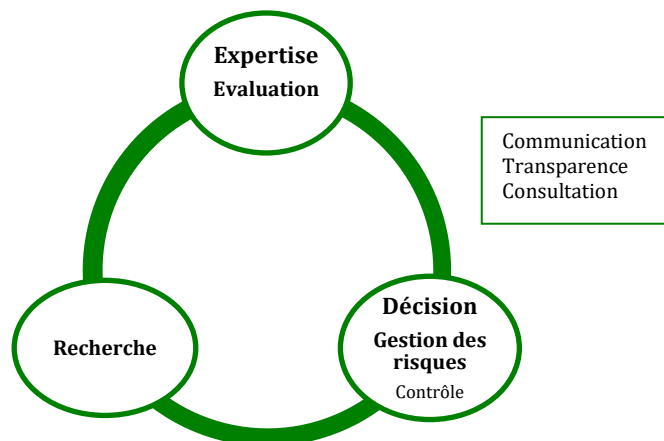 Expertise
Evaluation
Communication
Transparence
Consultation
Recherche
Décision
Gestion des
risques
Contrôle